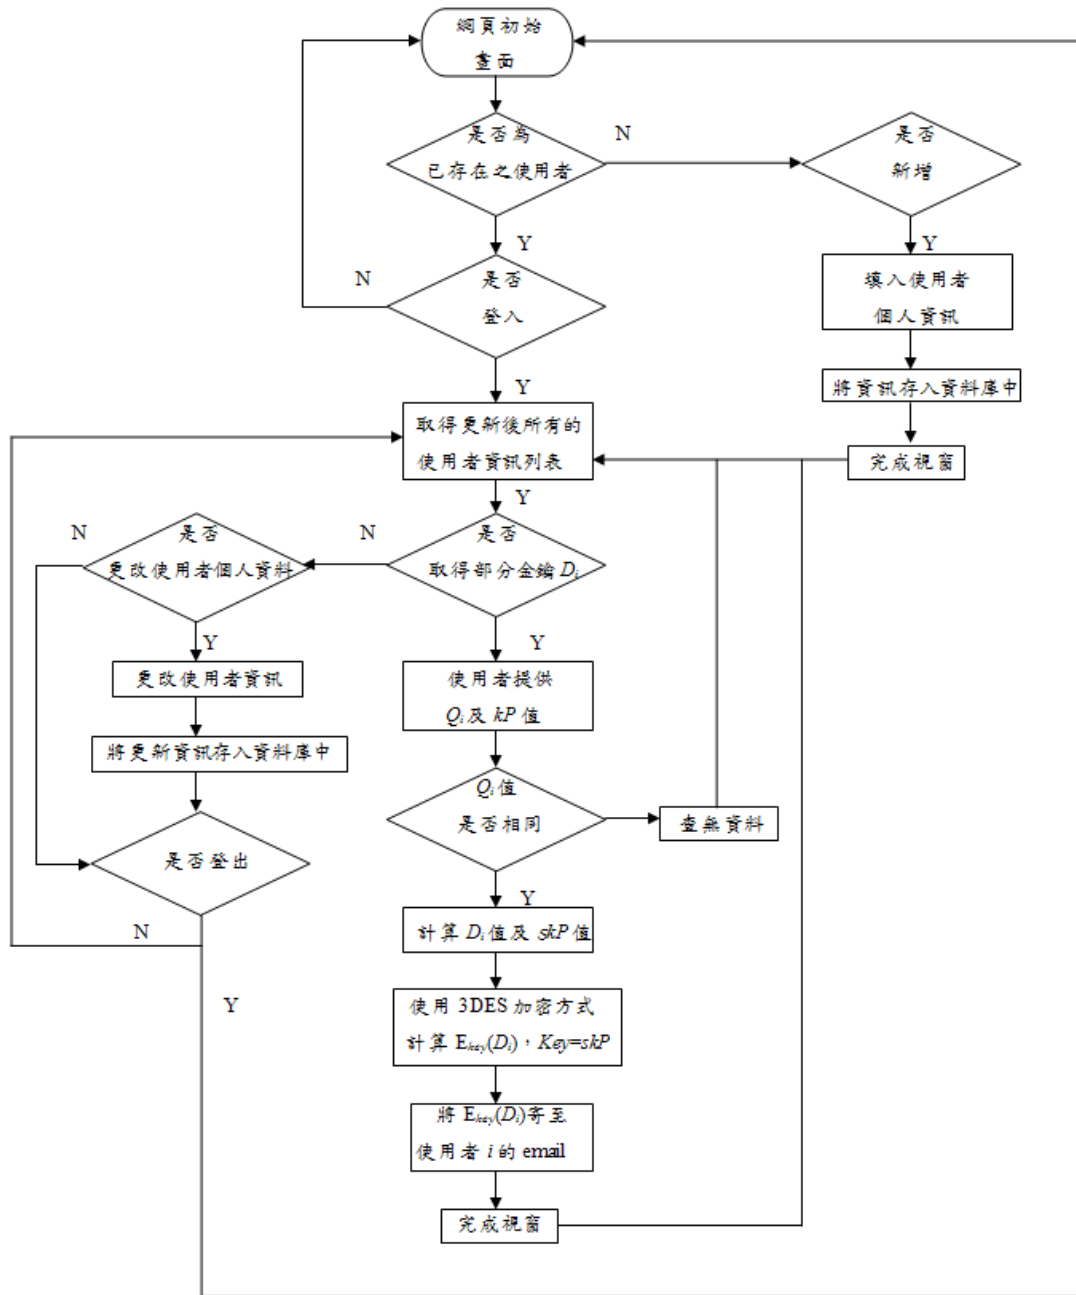 網頁初始
畫面
是否為
已存在之使用者
N
是否
新增
Y
Y
N
是否
登入
填入使用者
個人資訊
Y
將資訊存入資料庫中
取得更新後所有的
使用者資訊列表
完成視窗
Y
N
是否
更改使用者個人資料
N
是否
取得部分金鑰 Di
Y
Y
更改使用者資訊
使用者提供
Qi 及 kP 值
將更新資訊存入資料庫中
Qi 值
是否相同
查無資料
是否登出
Y
N
計算 Di 值及 skP 值
Y
使用 3DES 加密方式
計算 Ekey(Di),Key=skP
將 Ekey(Di)寄至
使用者 i 的 email
完成視窗